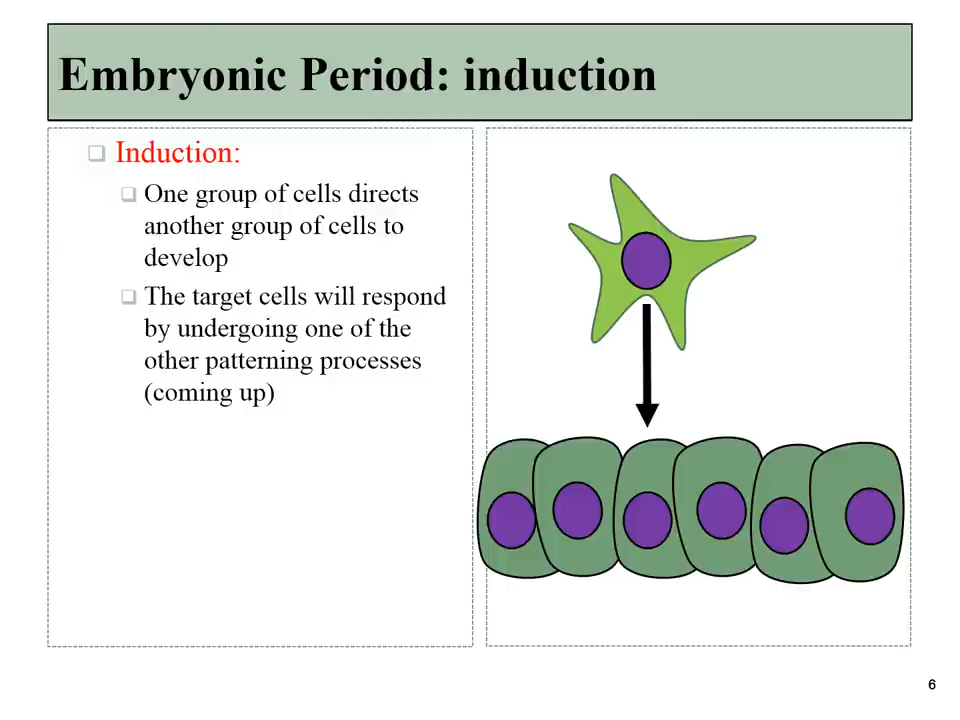 Embryonic Period: induction
Induction:
One group of cells directs
another group of cells to
develop
The target cells will respond
by undergoing one of the
other patterning processes
(coming up)
6